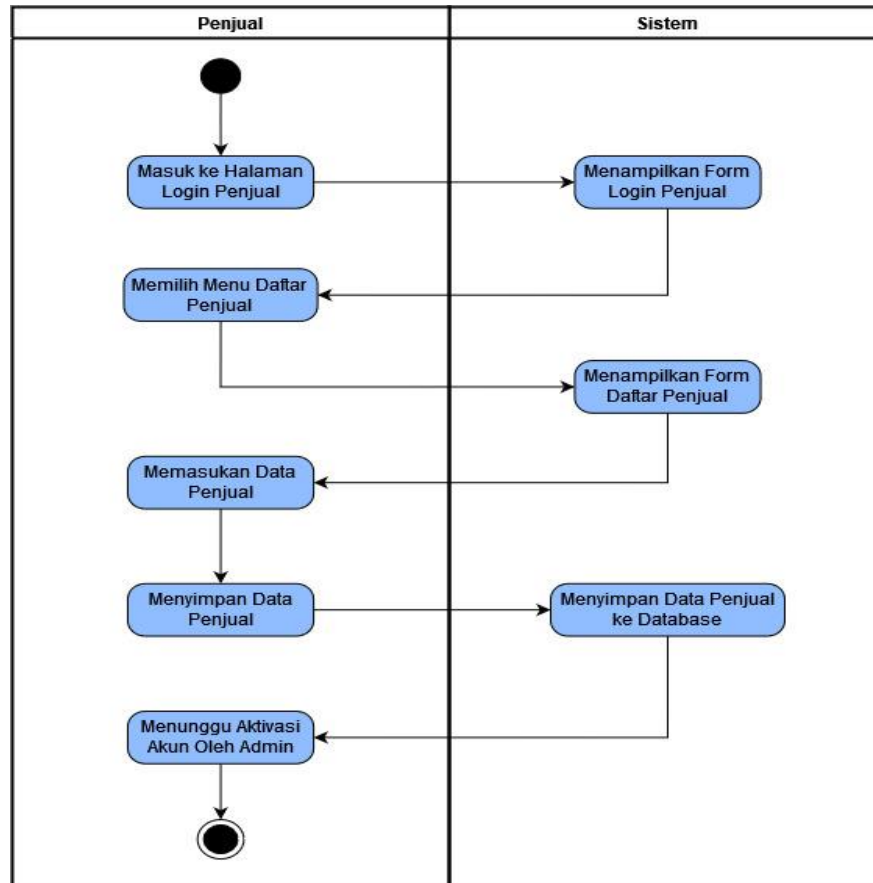 Penjual
Sistem
Masuk ke Halaman
Login Penjual
Menampilkan Form
Login Penjual
Memilih Menu Daftar
Penjual
Menampilkan Form
Daftar Penjual
Memasukan Data
Penjual
Menyimpan Data
Penjual
Menyimpan Data Penjual
ke Database
Menunggu Aktivasi
Akun Oleh Admin